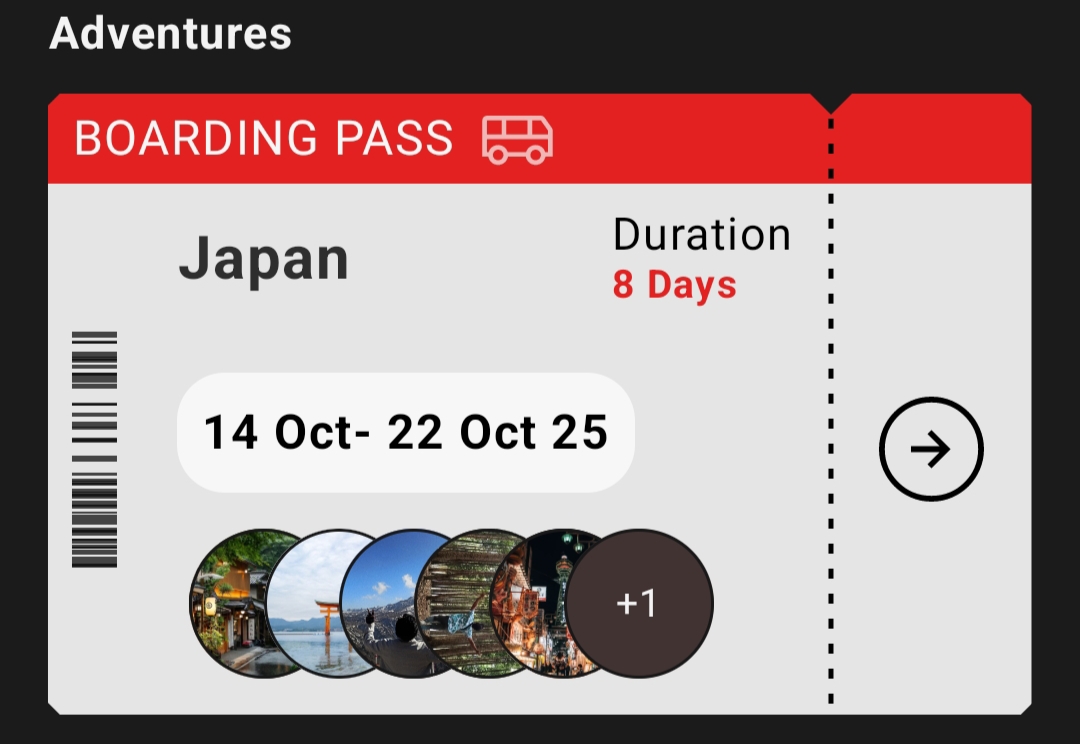 Adventures
BOARDING PASS
Japan
Duration
8 Days
14 Oct- 22 Oct 25
+1